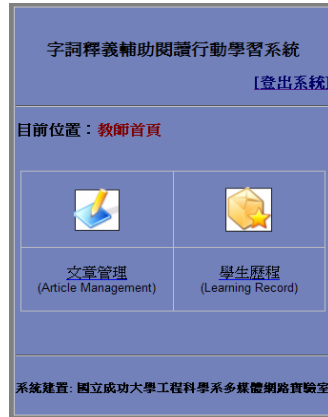 字詞釋義輔助閱讀行動學習系統
[登出系統]
目前位置：教師首頁
文章管理
(Article Management)
學生歷程
(Learning Record)
系統建置: 國立成功大學工程科學系多媒體網路實驗室